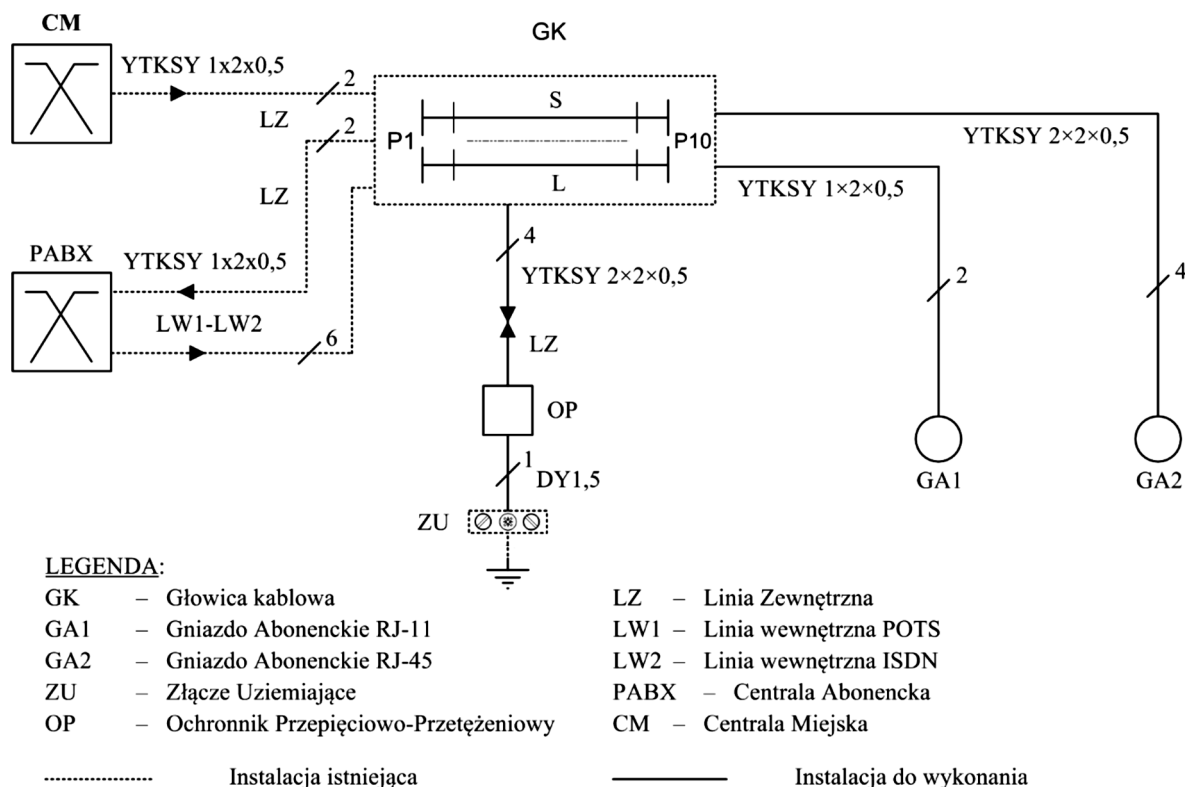 CM
GK
YTKSY 1x2x0,5
2
S
LZ
2
P1
P10
YTKSY 2×2×0,5
L
YTKSY 1×2×0,5
LZ
4
PABX
YTKSY 1x2x0,5
YTKSY 2×2×0,5
2
4
LW1-LW2
6
LZ
OP
1
DY1,5
GA1
GA2
ZU
LEGENDA:
GK – Głowica kablowa
GA1 – Gniazdo Abonenckie RJ-11
GA2 – Gniazdo Abonenckie RJ-45
ZU – Złącze Uziemiające
OP – Ochronnik Przepięciowo-Przetężeniowy
LZ – Linia Zewnętrzna
LW1 – Linia wewnętrzna POTS
LW2 – Linia wewnętrzna ISDN
PABX – Centrala Abonencka
CM – Centrala Miejska
Instalacja istniejąca
Instalacja do wykonania